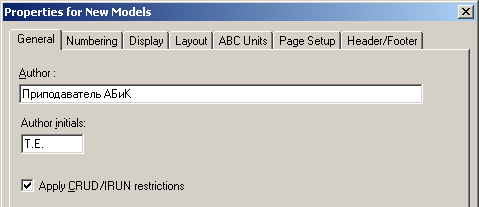 Properties for New Models
General Numbering Display Layout ABC Units Page Setup Header/Footer
Author :
Приподаватель АБиК
Author initials:
Т.Е.
Apply CRUD/IRUN restrictions